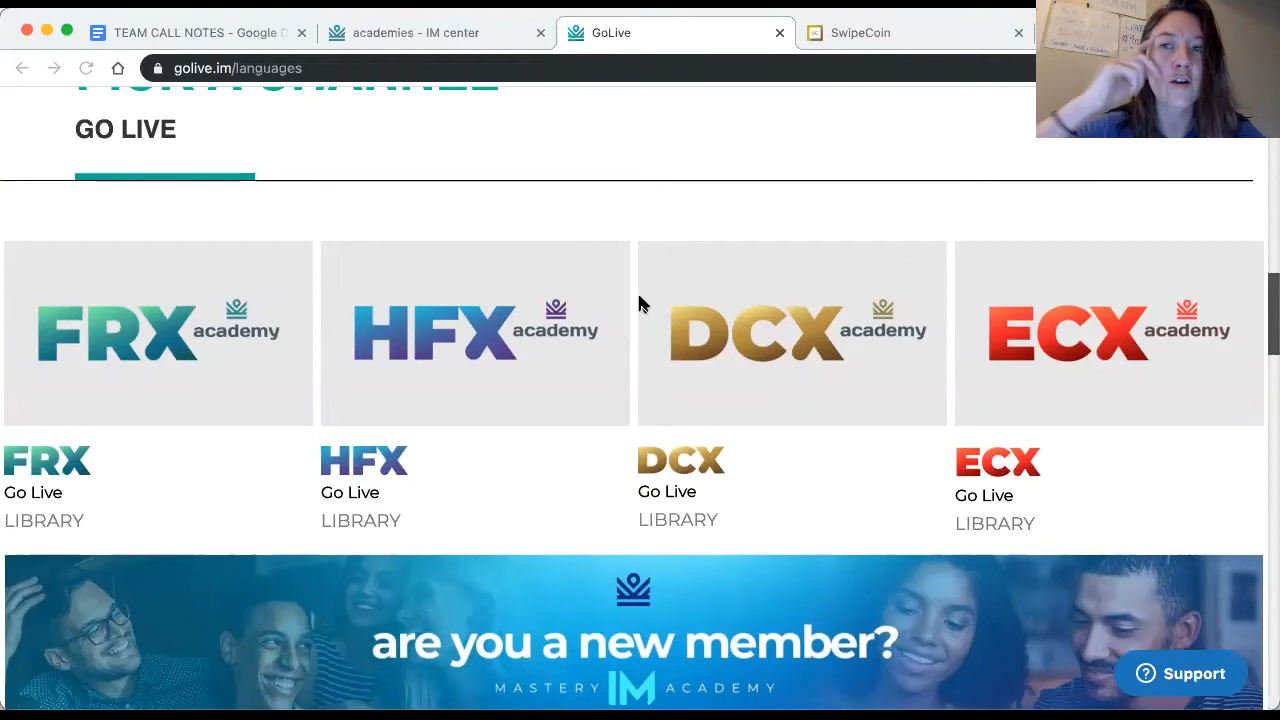 TEAM CALL NOTES - Google D
academies - IM center
GoLive
SwipeCoin
golive.im/languages
PICK A CHANNEL
GO LIVE
FRX academy
HFX academy
DCX academy
ECX academy
FRX
Go Live
LIBRARY
HFX
Go Live
LIBRARY
DCX
Go Live
LIBRARY
ECX
Go Live
LIBRARY
are you a new member?
MASTERY IM ACADEMY
Support